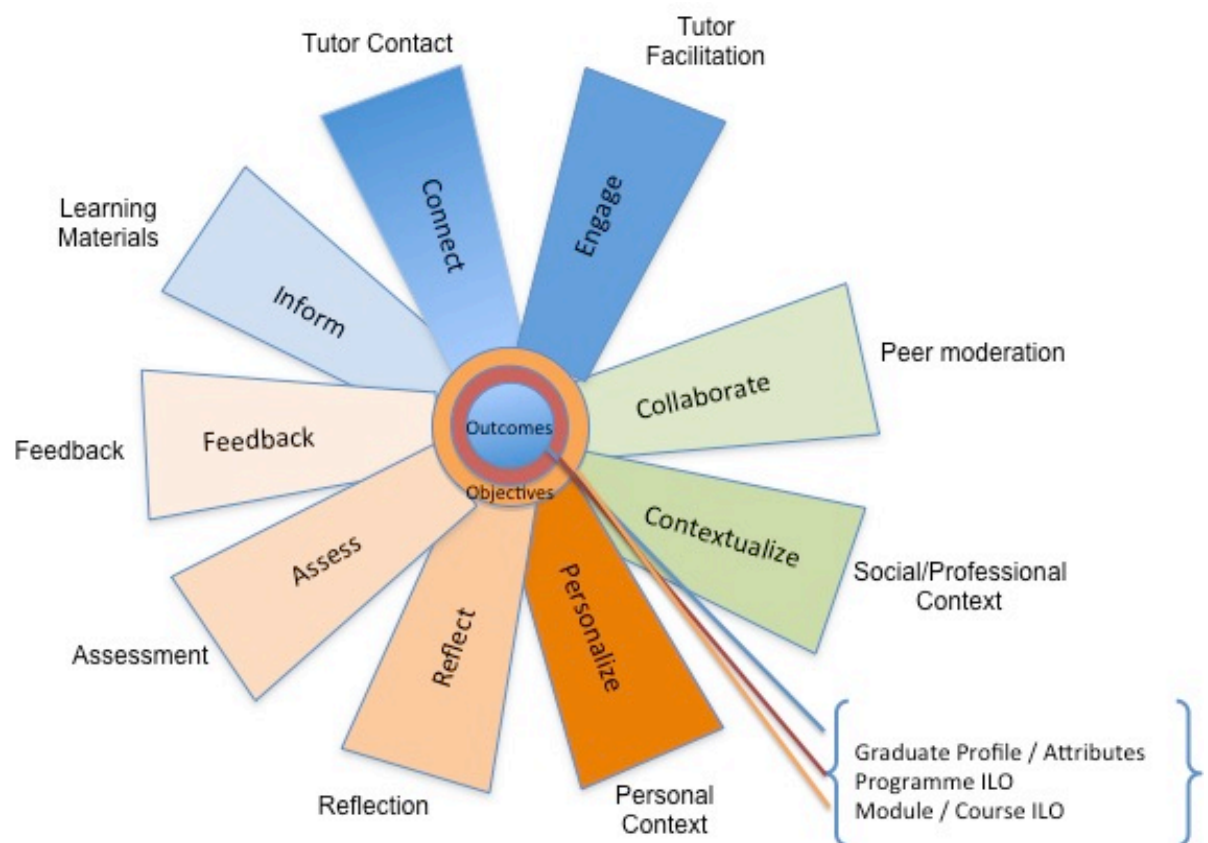 Tutor Contact
Tutor
Facilitation
Connect
Engage
Learning
Materials
Inform
Collaborate
Peer moderation
Feedback
Feedback
Outcomes
Objectives
Contextualize
Social/Professional
Context
Assess
Assessment
Reflect
Reflection
Personalize
Personal
Context
Graduate Profile / Attributes
Programme ILO
Module / Course ILO